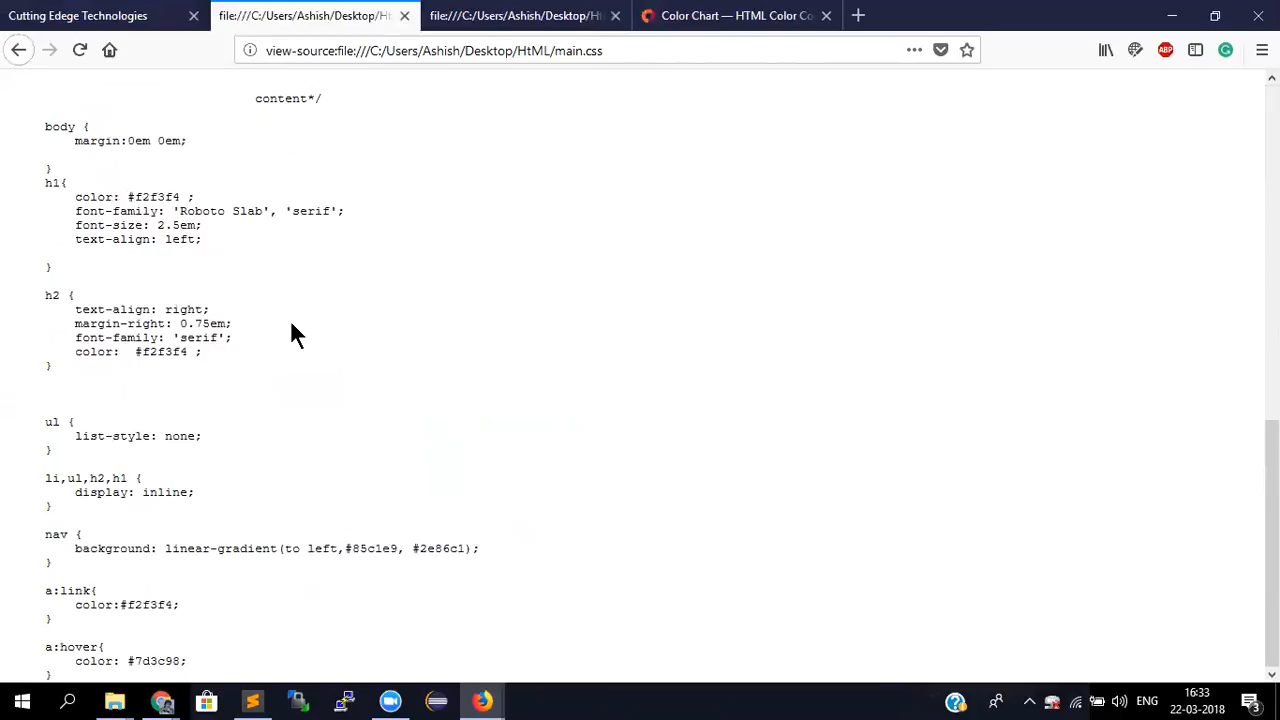 Cutting Edege Technologies
file:///C:/Users/Ashish/Desktop/Ht
file:///C:/Users/Ashish/Desktop/Ht
Color Chart — HTML Color Co
view-source:file:///C:/Users/Ashish/Desktop/HtML/main.css
content*/
body {
margin:0em 0em;
}
h1{
color: #f2f3f4 ;
font-family: 'Roboto Slab', 'serif';
font-size: 2.5em;
text-align: left;
}
h2 {
text-align: right;
margin-right: 0.75em;
font-family: 'serif';
color:  #f2f3f4 ;
}
ul {
list-style: none;
}
li,ul,h2,h1 {
display: inline;
}
nav {
background: linear-gradient(to left,#85c1e9, #2e86c1);
}
a:link{
color:#f2f3f4;
}
a:hover{
color: #7d3c98;
}
ABP
ENG
16:33
22-03-2018
3